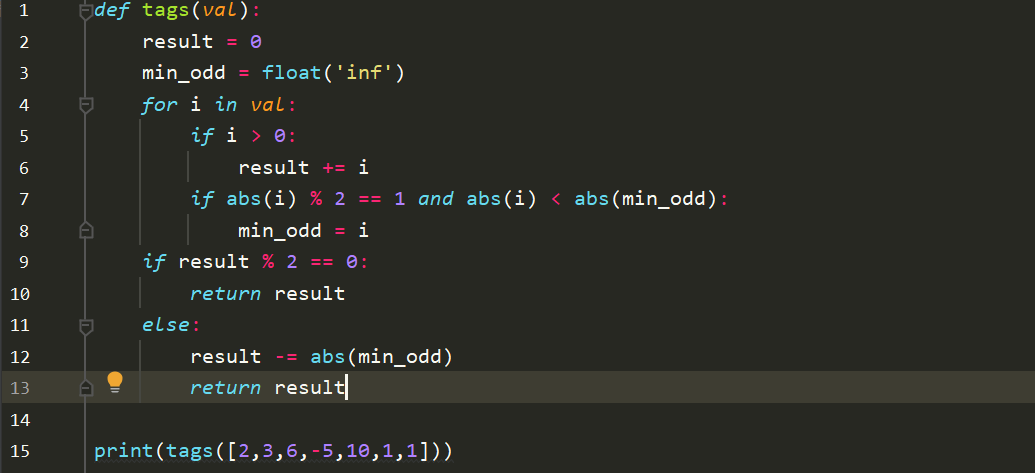 1 def tags(val):
2 result = 0
3 min_odd = float('inf')
4 for i in val:
5 if i > 0:
6 result += i
7 if abs(i) % 2 == 1 and abs(i) < abs(min_odd):
8 min_odd = i
9 if result % 2 == 0:
10 return result
11 else:
12 result -= abs(min_odd)
13 return result
14
15 print(tags([2,3,6,-5,10,1,1]))